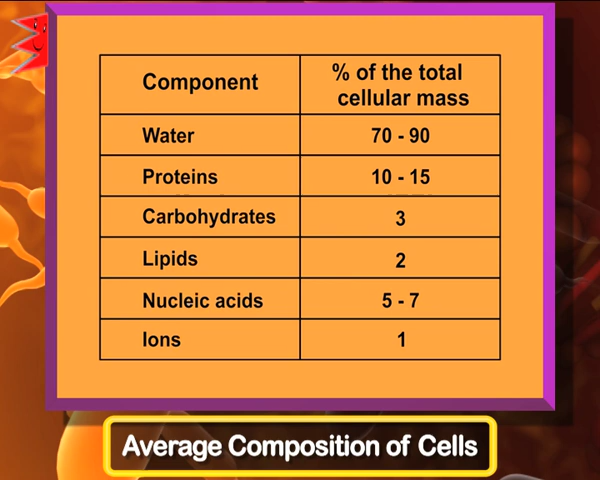 Component
% of the total
cellular mass
Water 70 - 90
Proteins 10 - 15
Carbohydrates 3
Lipids 2
Nucleic acids 5 - 7
Ions 1
Average Composition of Cells